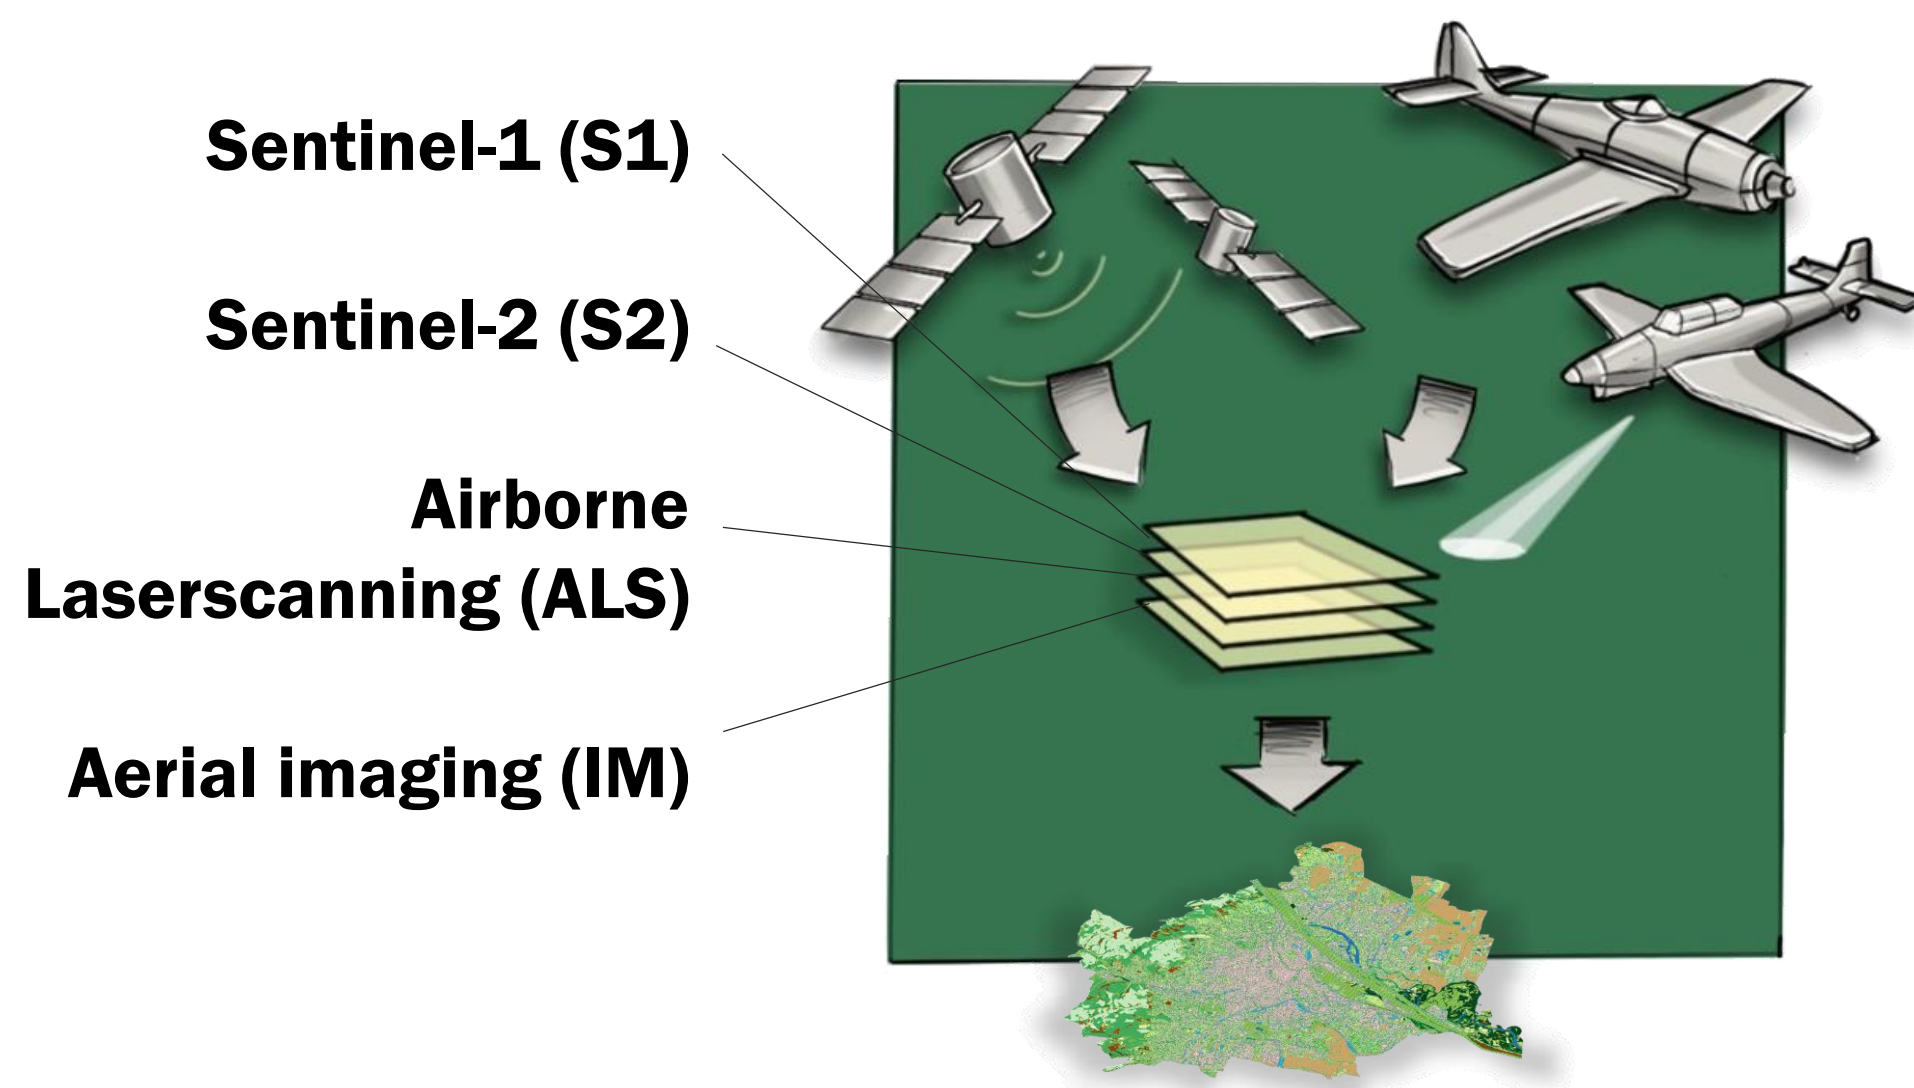 Sentinel-1 (S1)
Sentinel-2 (S2)
Airborne
Laserscanning (ALS)
Aerial imaging (IM)